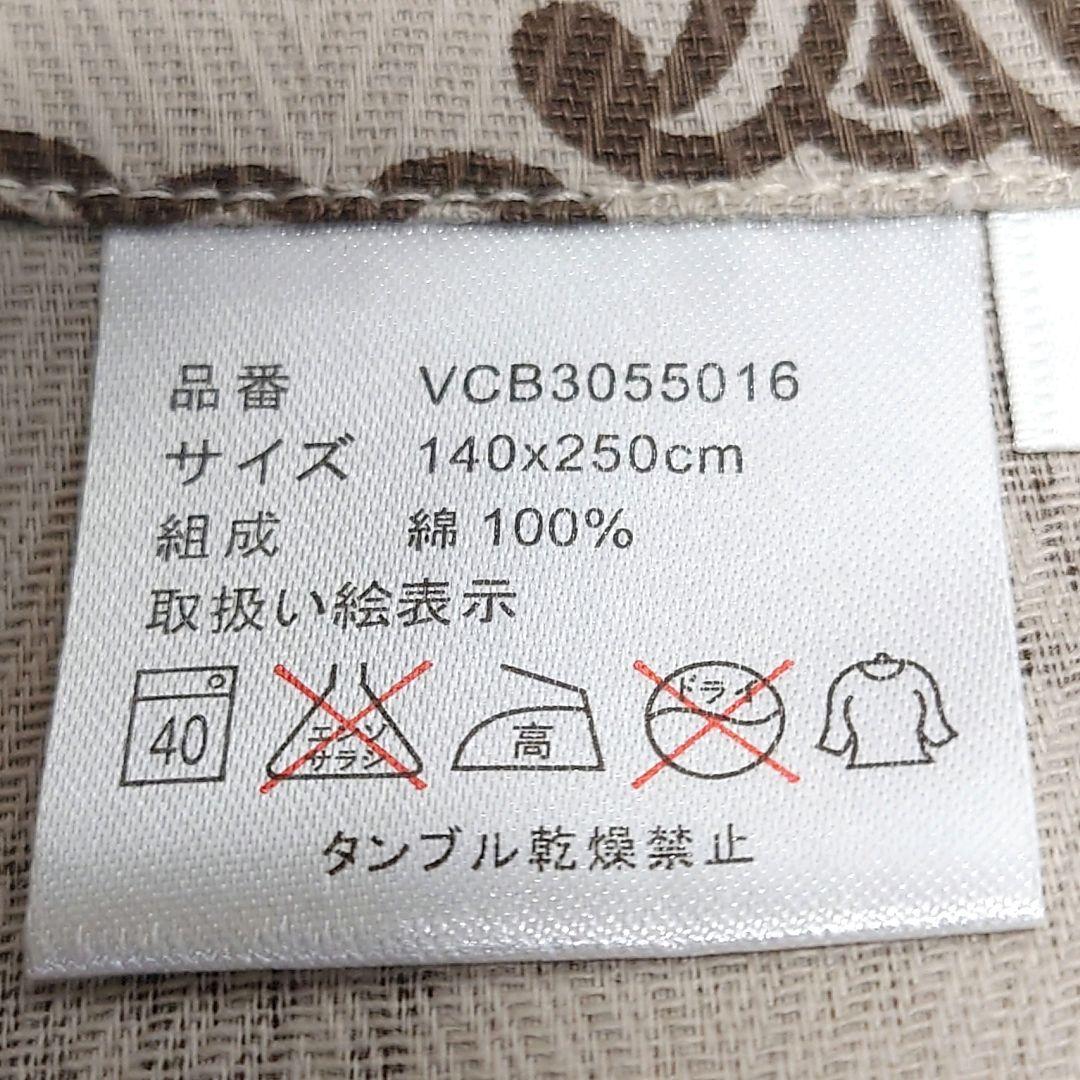 品番 VCB3055016
サイズ 140x250cm
組成 綿 100%
取扱い絵表示
40 エンソサラシ 高 ドライ
タンブル乾燥禁止